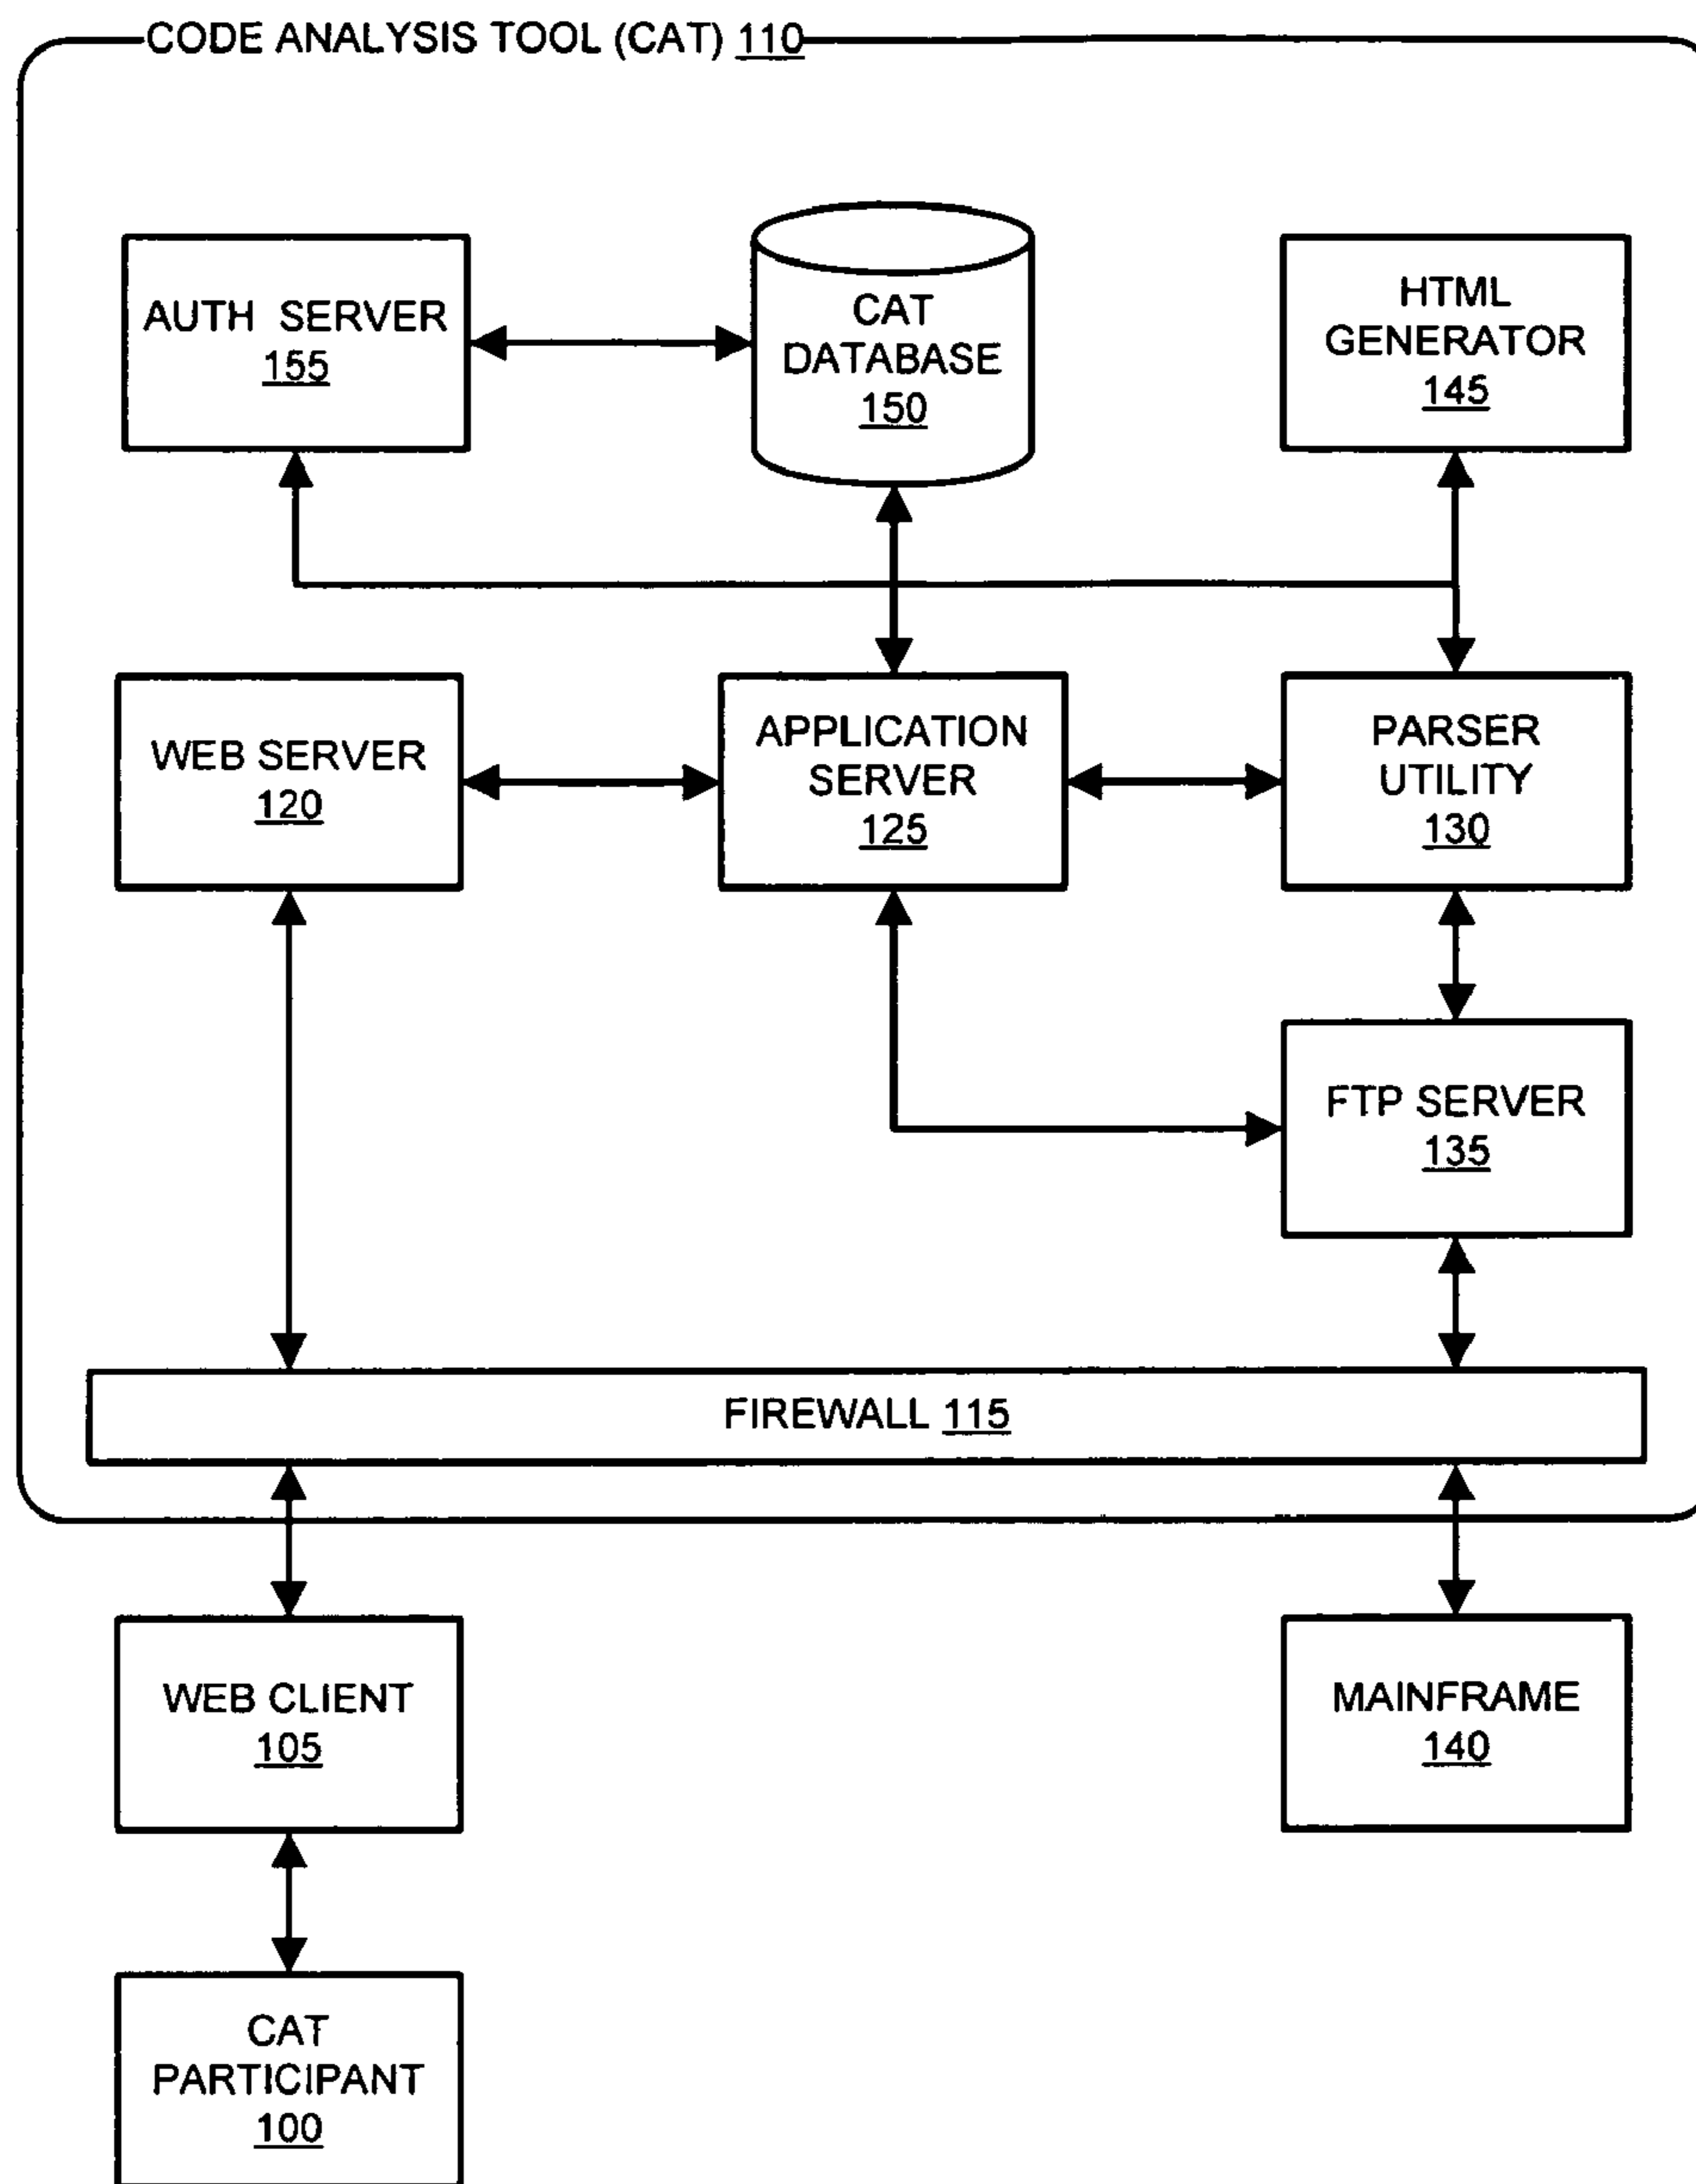 CODE ANALYSIS TOOL (CAT) 110
AUTH SERVER
155
CAT
DATABASE
150
HTML
GENERATOR
145
WEB SERVER
120
APPLICATION
SERVER
125
PARSER
UTILITY
130
FTP SERVER
135
FIREWALL 115
WEB CLIENT
105
MAINFRAME
140
CAT
PARTICIPANT
100